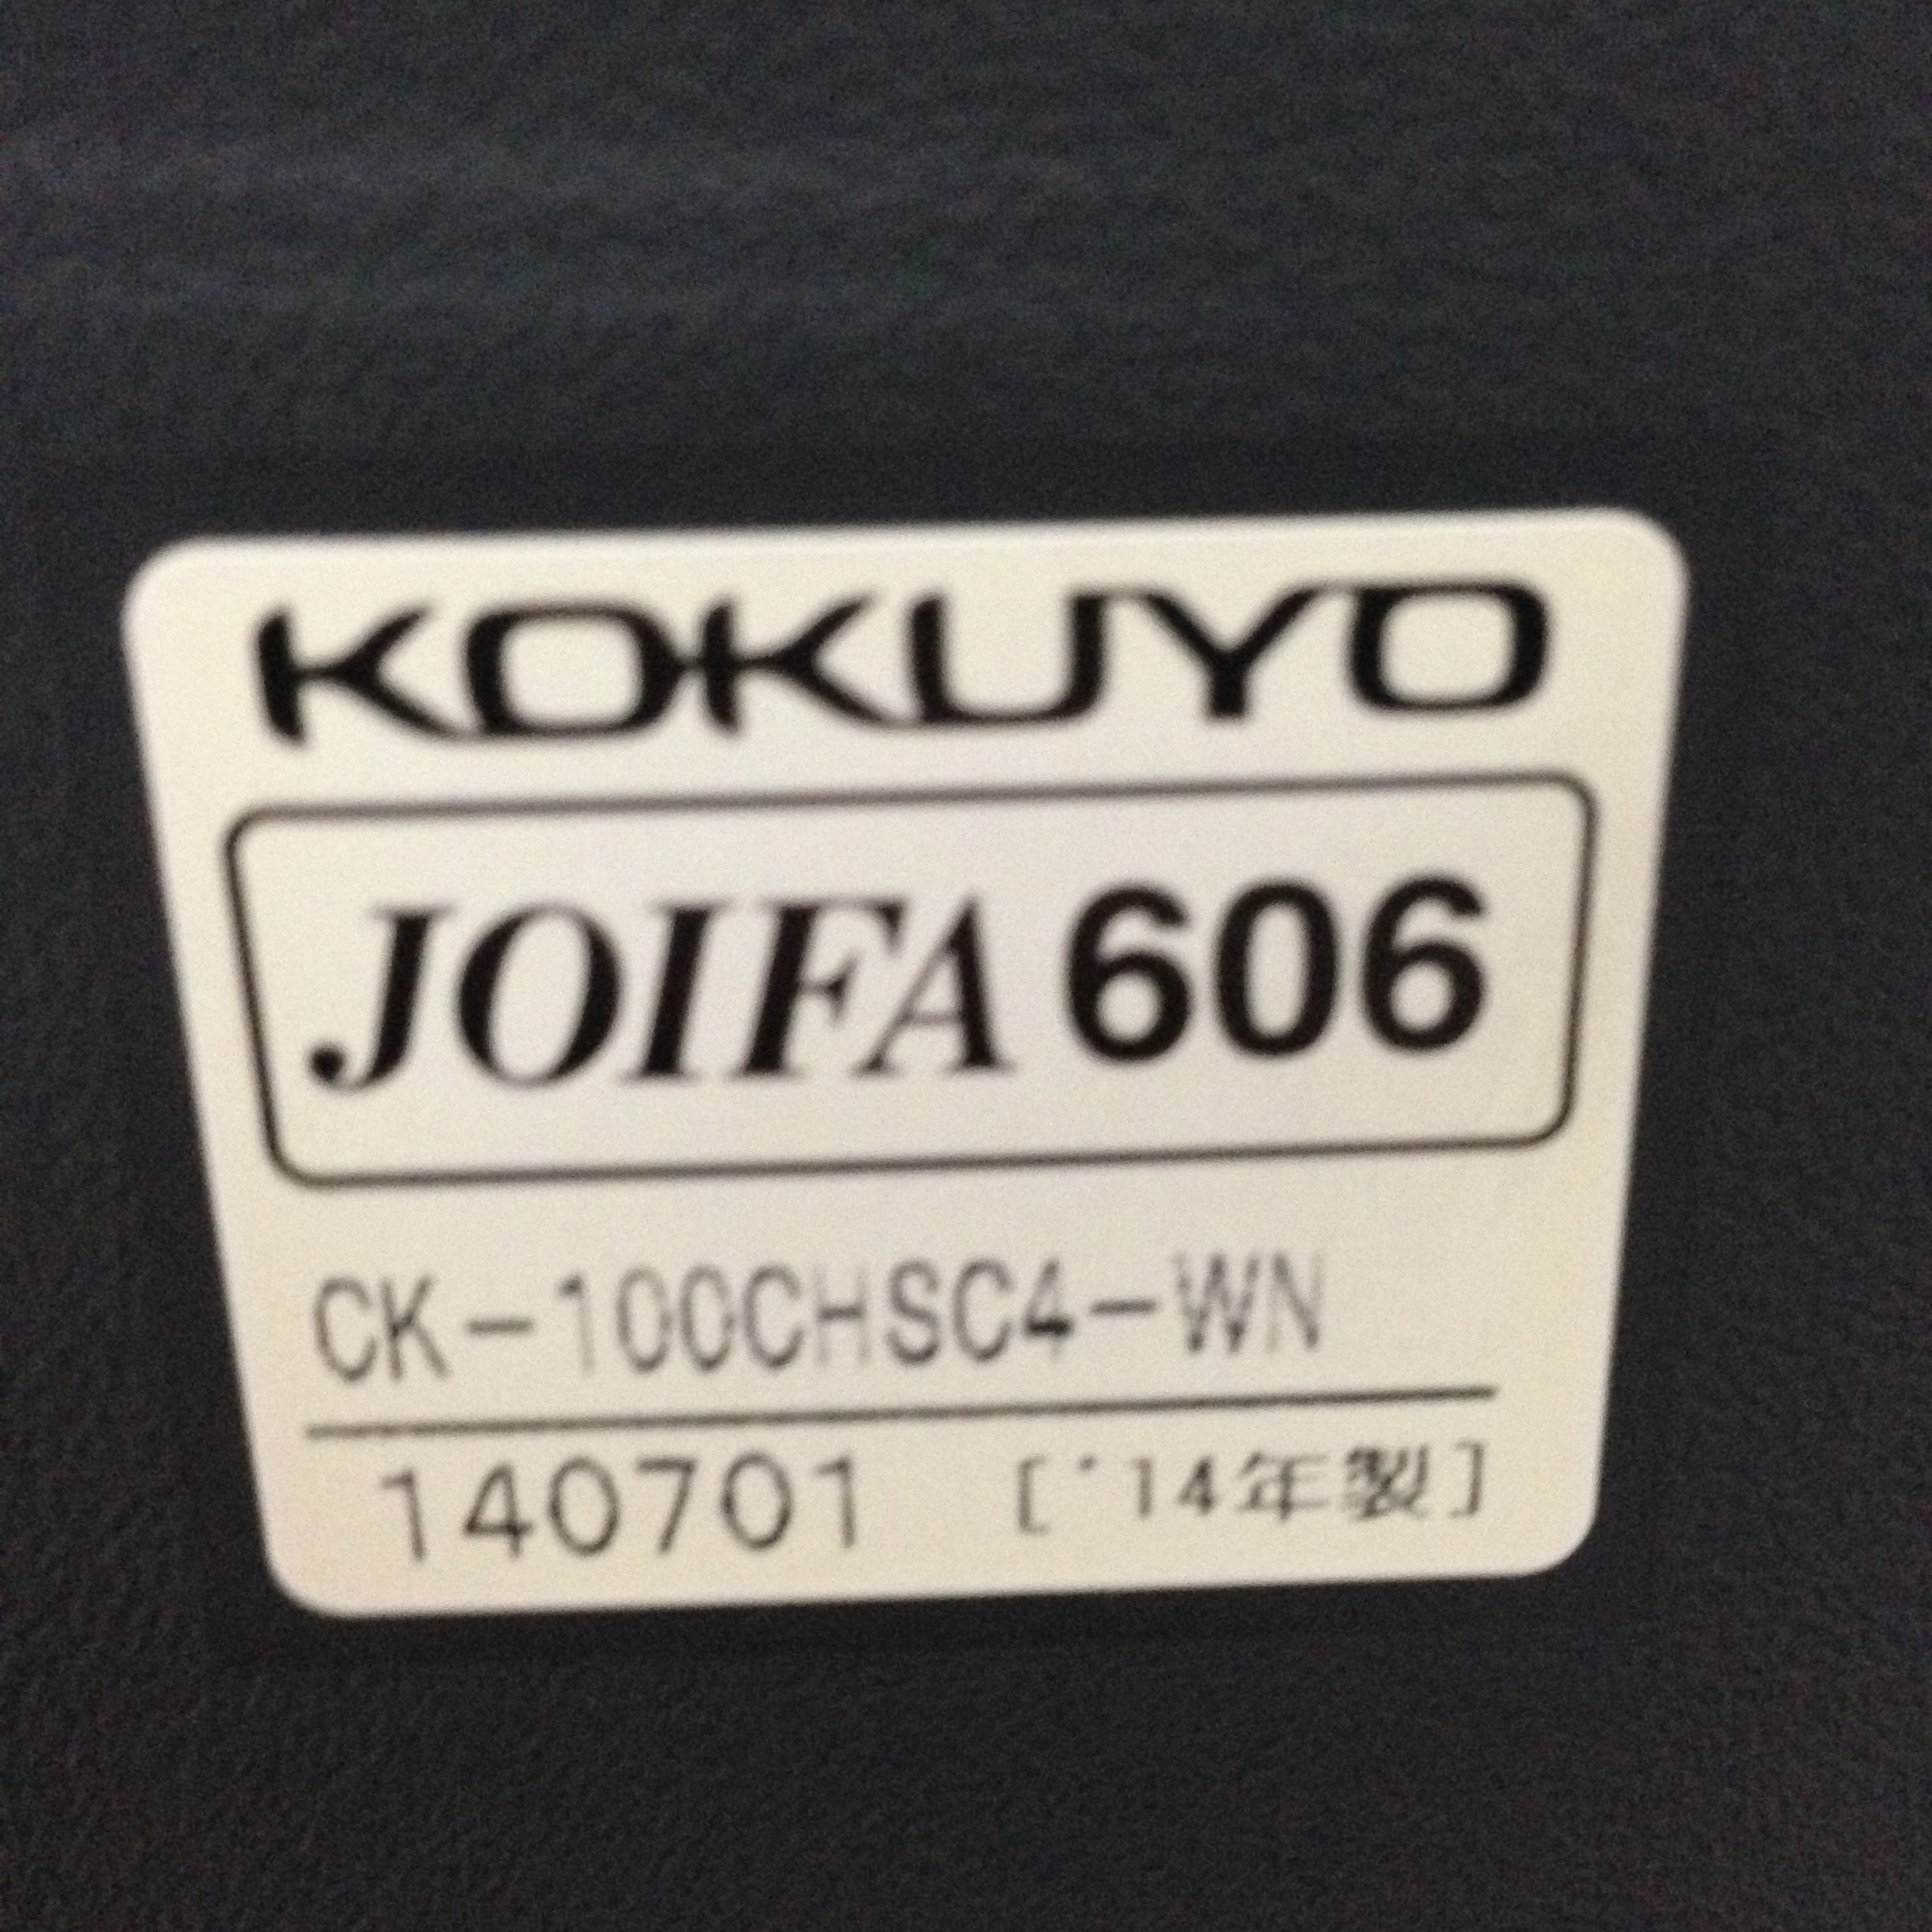 KOKUYO
JOIFA 606
CK-100CHSC4-WN
140701 ['14年製]